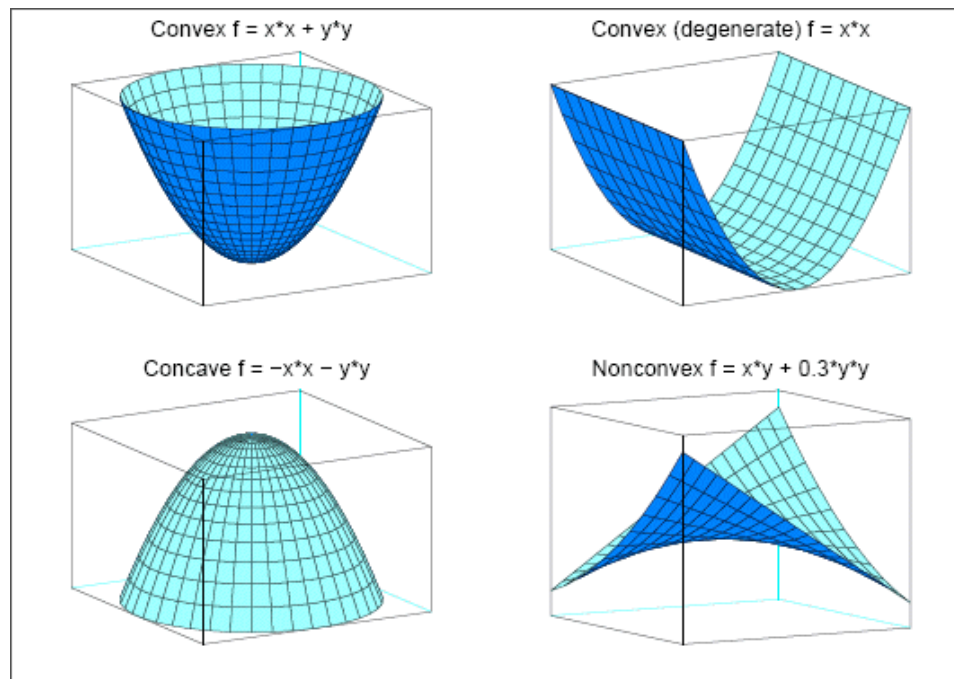 Convex f = x*x + y*y
Convex (degenerate) f = x*x
Concave f = −x*x − y*y
Nonconvex f = x*y + 0.3*y*y